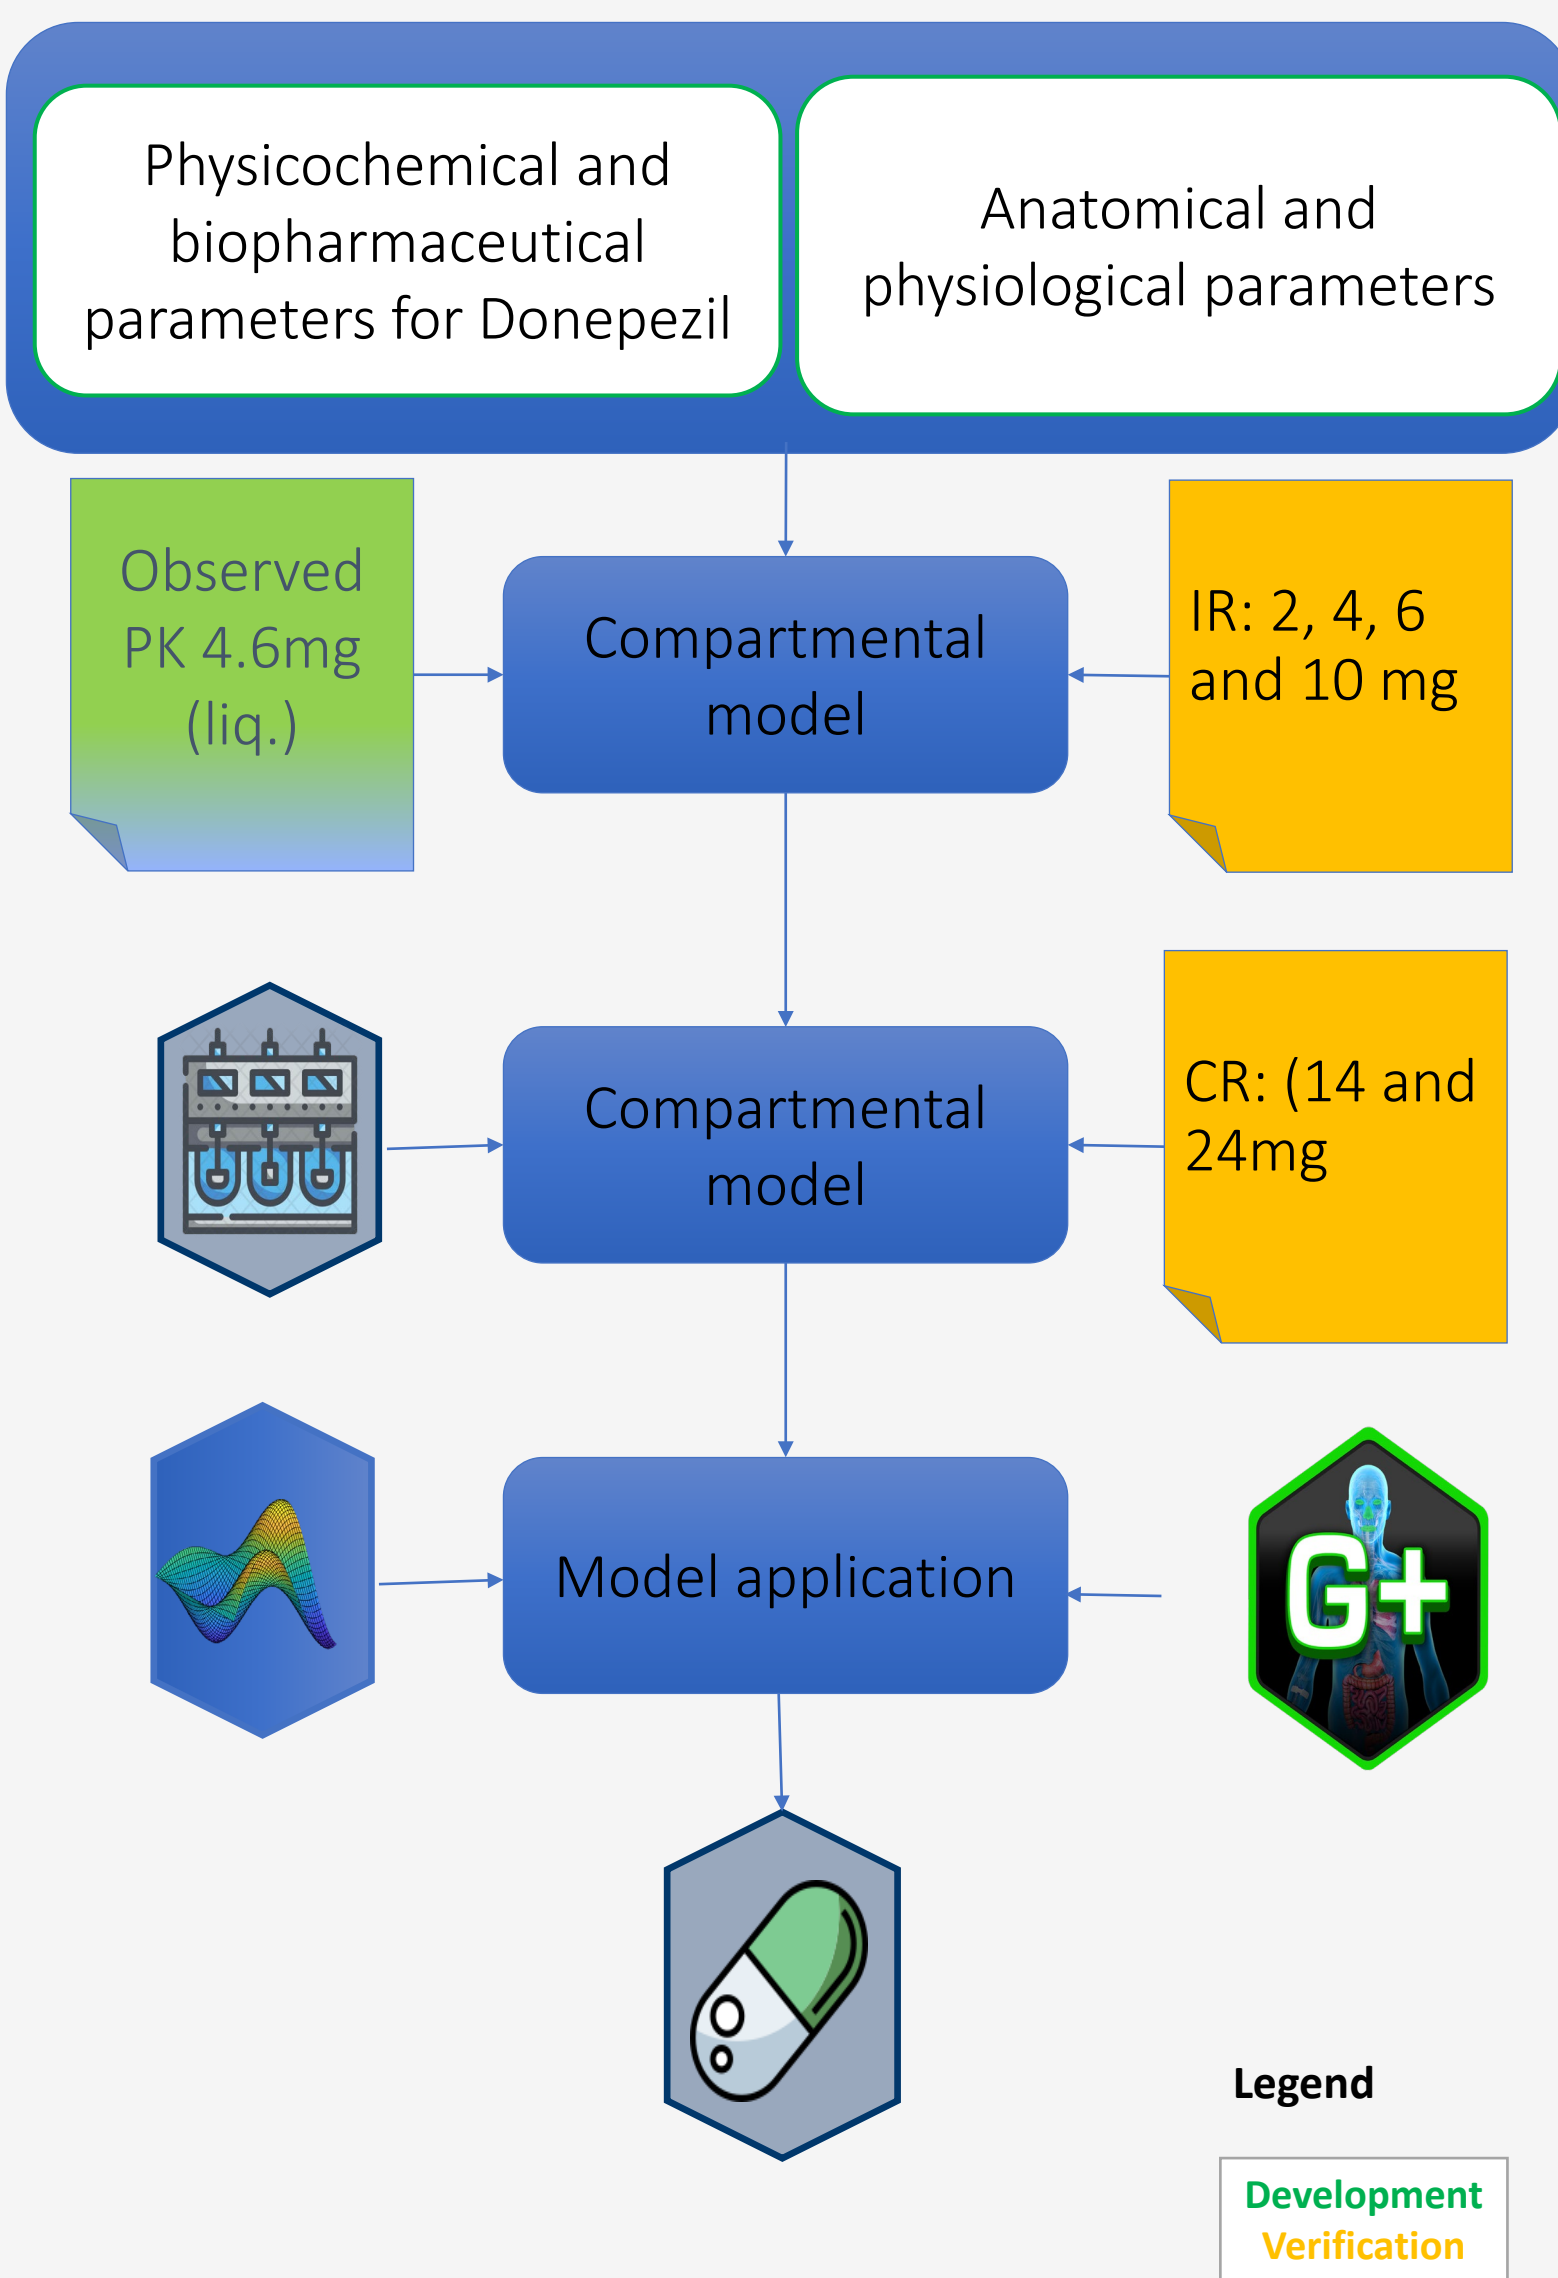 Physicochemical and
biopharmaceutical
parameters for Donepezil
Anatomical and
physiological parameters
Observed
PK 4.6mg
(liq.)
Compartmental
model
IR: 2, 4, 6
and 10 mg
Compartmental
model
CR: (14 and
24mg
Model application
G+
Legend
Development
Verification